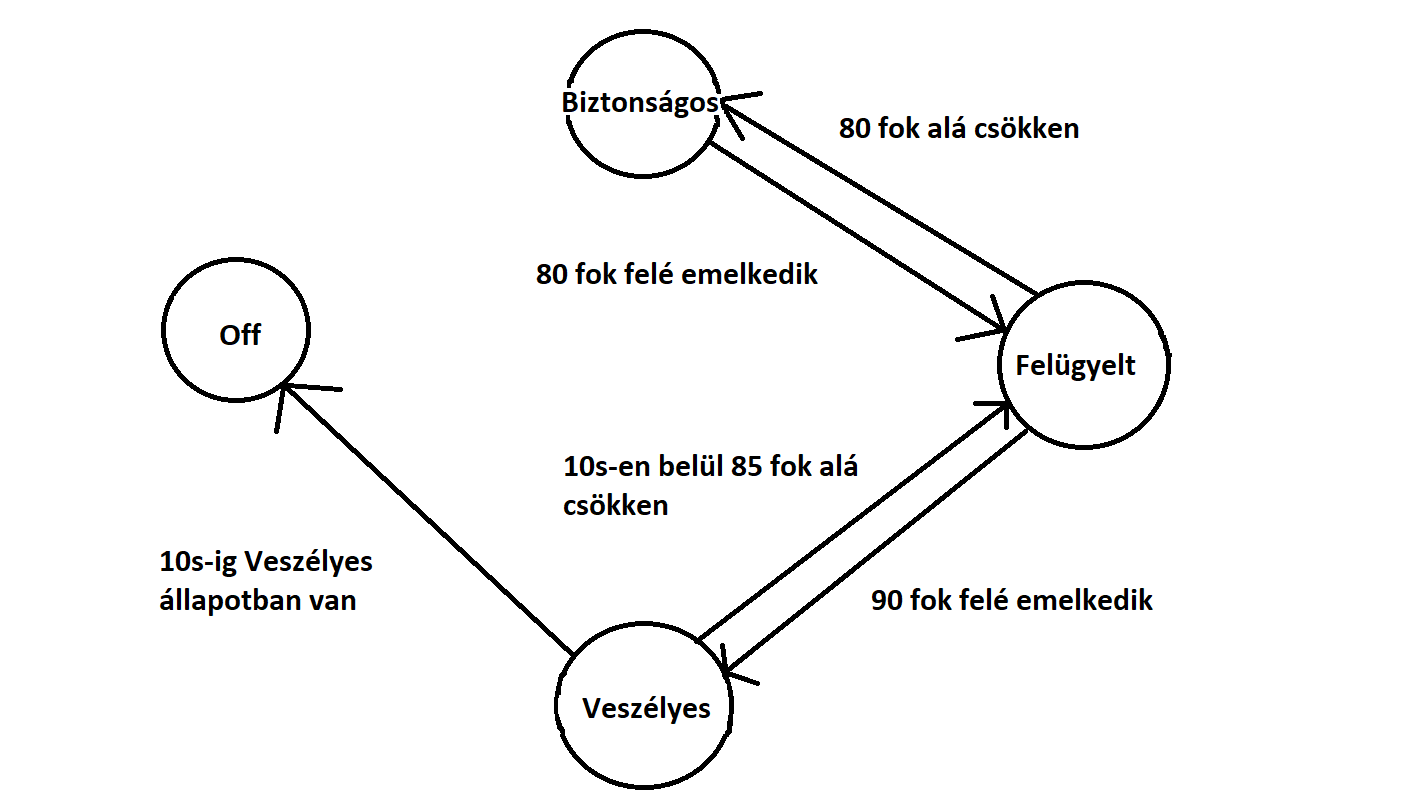 Biztonságos
80 fok alá csökken
80 fok felé emelkedik
Off
Felügyelt
10s-en belül 85 fok alá
csökken
10s-ig Veszélyes
állapotban van
90 fok felé emelkedik
Veszélyes